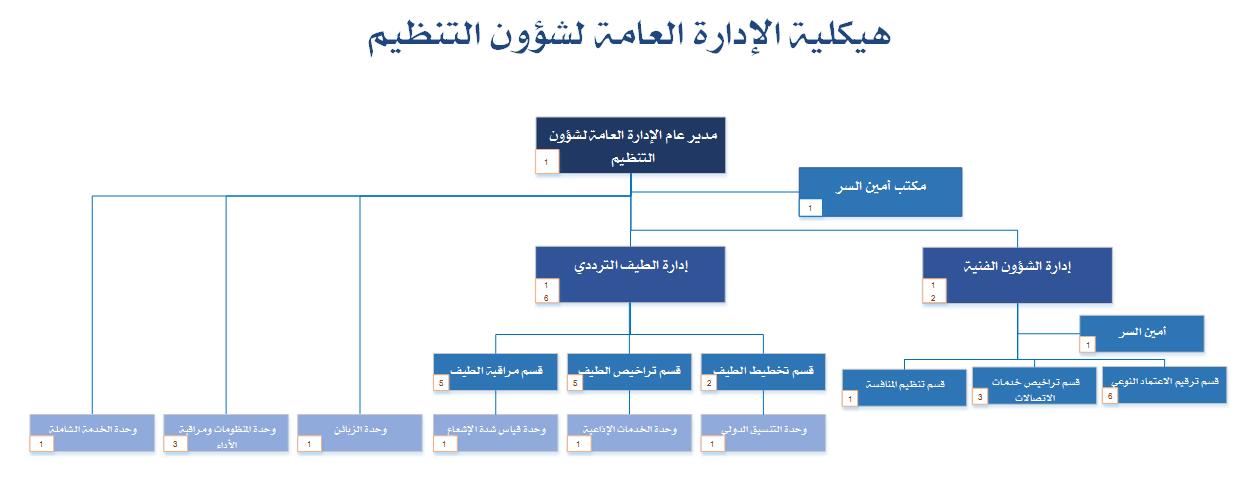 هيكلية الإدارة العامة لشؤون التنظيم
مدير عام الإدارة العامة لشؤون
التنظيم
1
مكتب أمين السر
1
إدارة الشؤون الفنية
1
2
إدارة الطيف الترددي
1
6
أمين السر
1
قسم ترقيم الاعتماد النوعي
6
قسم تراخيص خدمات
الاتصالات
3
قسم تنظيم المنافسة
1
قسم تخطيط الطيف
2
قسم تراخيص الطيف
5
قسم مراقبة الطيف
5
وحدة التنسيق الدولي
1
وحدة الخدمات الإذاعية
1
وحدة قياس شدة الإشعاع
1
وحدة الزبائن
1
وحدة المنظومات ومراقبة
الأداء
3
وحدة الخدمة الشاملة
1